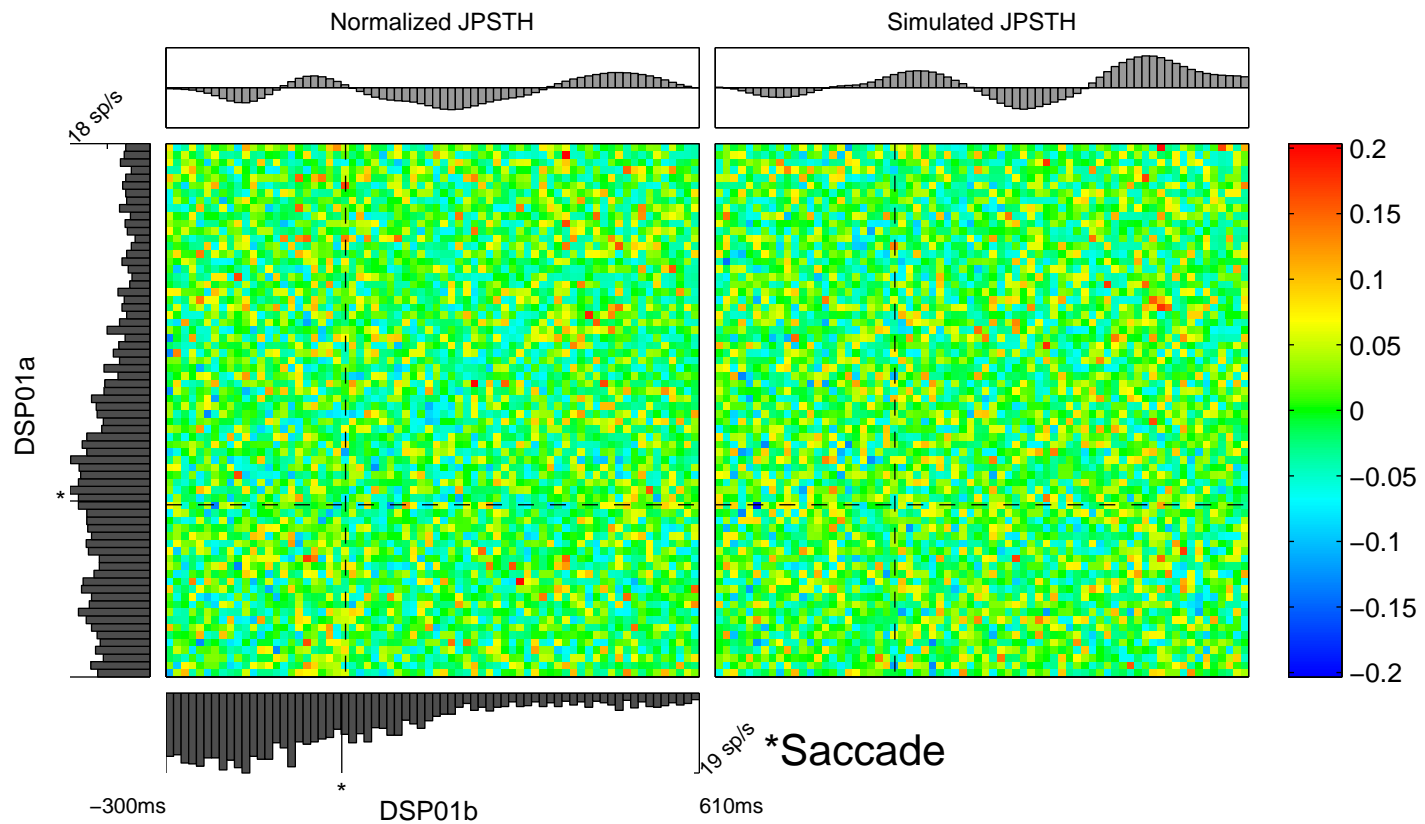 Normalized JPSTH
Simulated JPSTH
18 sp/s
DSP01a
*
0.2
0.15
0.1
0.05
0
−0.05
−0.1
−0.15
−0.2
19 sp/s
*Saccade
*
−300ms
DSP01b
610ms